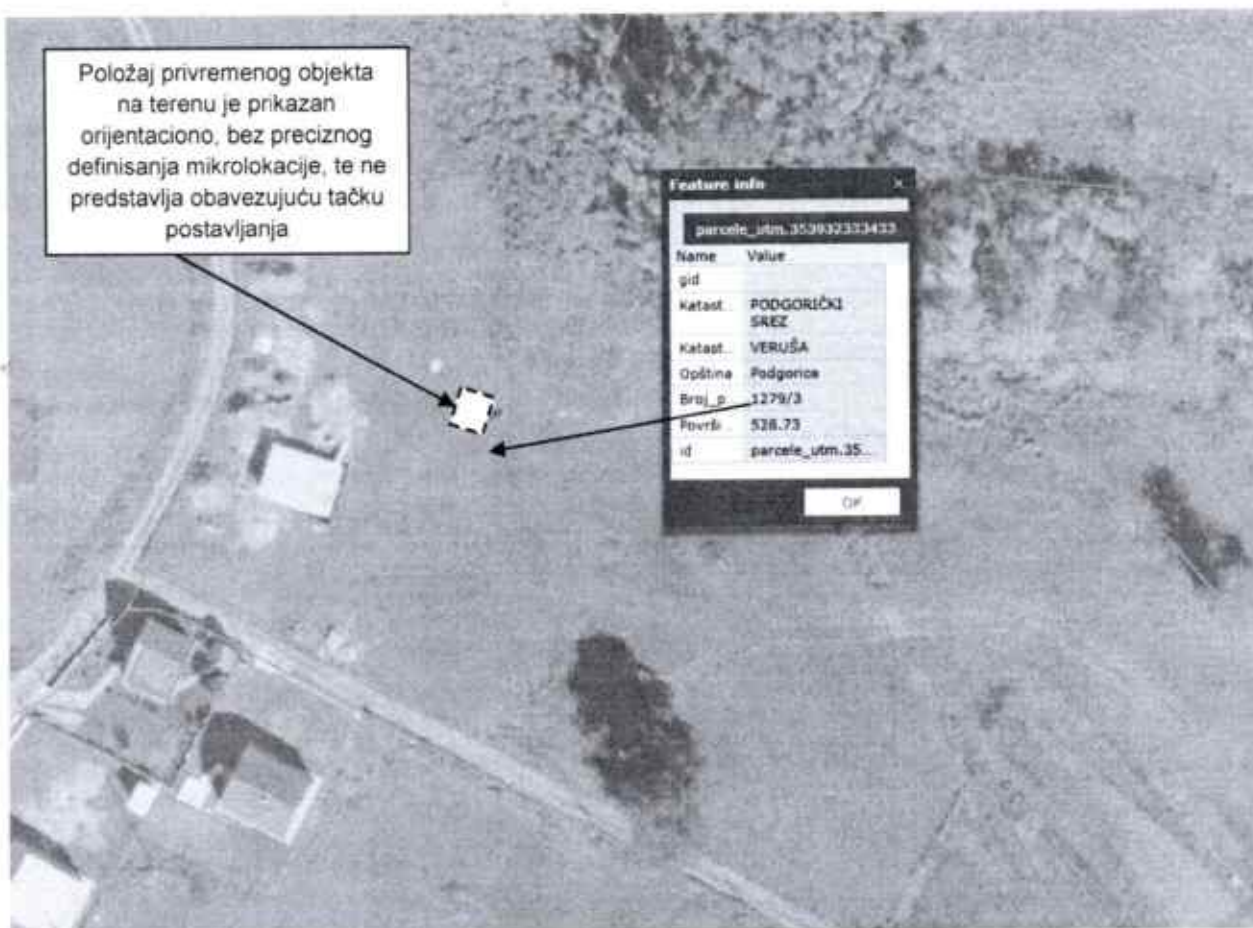 Položaj privremenog objekta
na terenu je prikazan
orijentaciono, bez preciznog
definisanja mikrolokacije, te ne
predstavlja obavezujuću tačku
postavljanja
Feature info ×
parcele_utm.353932333433
Name Value
gid
Katast.. PODGORIČKI
SREZ
Katast.. VERUŠA
Opština Podgorica
Broj_p.. 1279/3
Površi.. 528.73
id parcele_utm.35...
OK